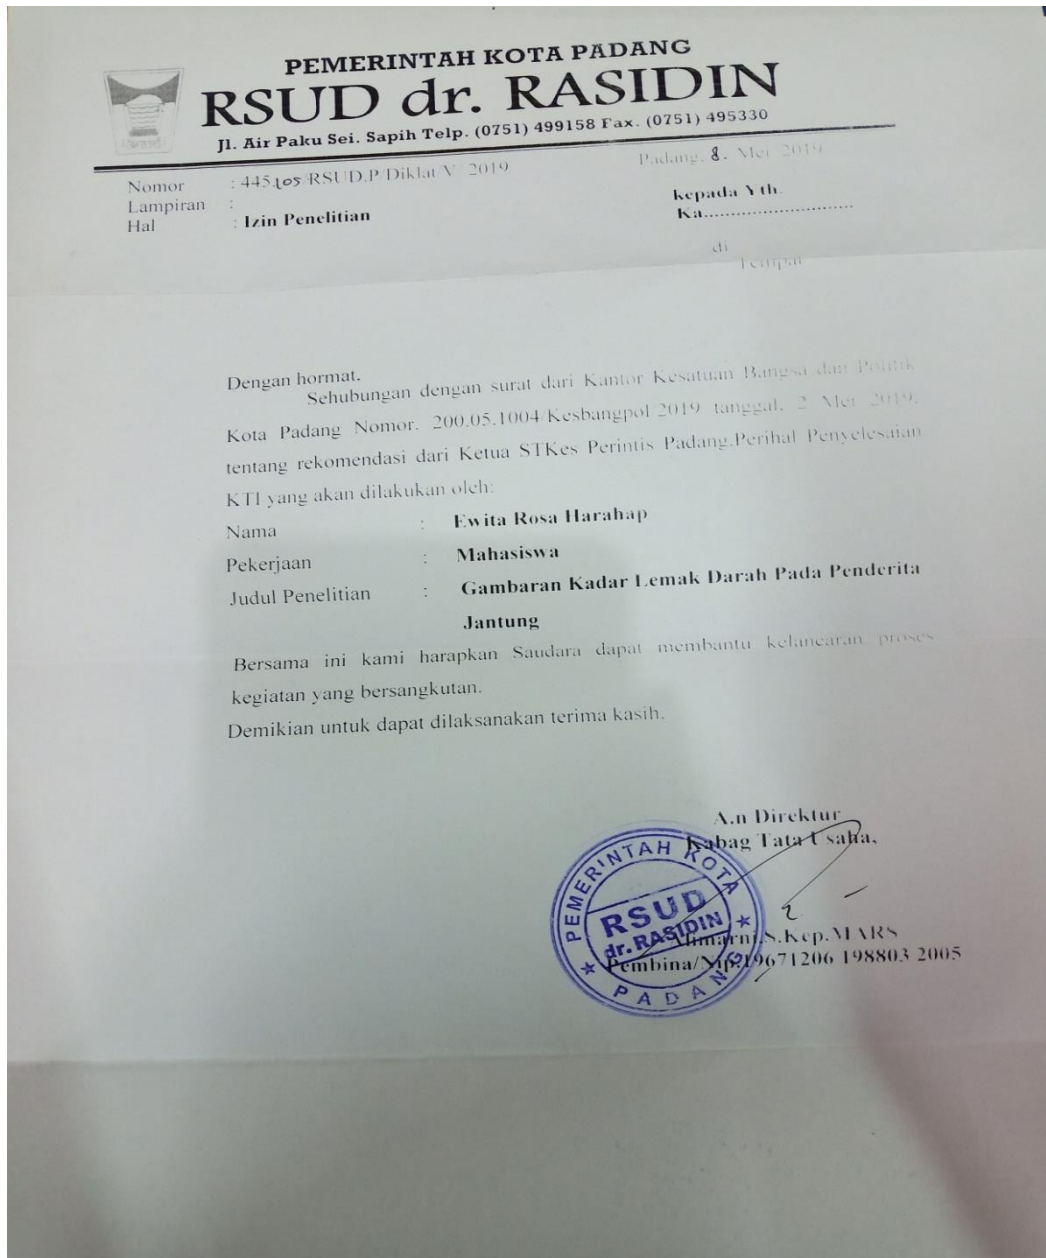 PEMERINTAH KOTA PADANG
RSUD dr. RASIDIN
Jl. Air Paku Sei. Sapih Telp. (0751) 499158 Fax. (0751) 495330
Padang, 8. Mei 2019
Nomor : 445.105/RSUD.P/Diklat/V/2019
Lampiran :
Hal : Izin Penelitian
kepada Yth.
Ka............................
di
Tempat
Dengan hormat,
Sehubungan dengan surat dari Kantor Kesatuan Bangsa dan Politik
Kota Padang Nomor. 200.05.1004/Kesbangpol/2019 tanggal, 2 Mei 2019,
tentang rekomendasi dari Ketua STKes Perintis Padang.Perihal Penyelesaian
KTI yang akan dilakukan oleh:
Nama : Ewita Rosa Harahap
Pekerjaan : Mahasiswa
Judul Penelitian : Gambaran Kadar Lemak Darah Pada Penderita
Jantung
Bersama ini kami harapkan Saudara dapat membantu kelancaran proses
kegiatan yang bersangkutan.
Demikian untuk dapat dilaksanakan terima kasih.
A.n Direktur
Kabag Tata Usaha,
PEMERINTAH KOTA
RSUD
dr. RASIDIN
PADANG
S.Kep.MARS
Pembina/Nip.19671206 198803 2005